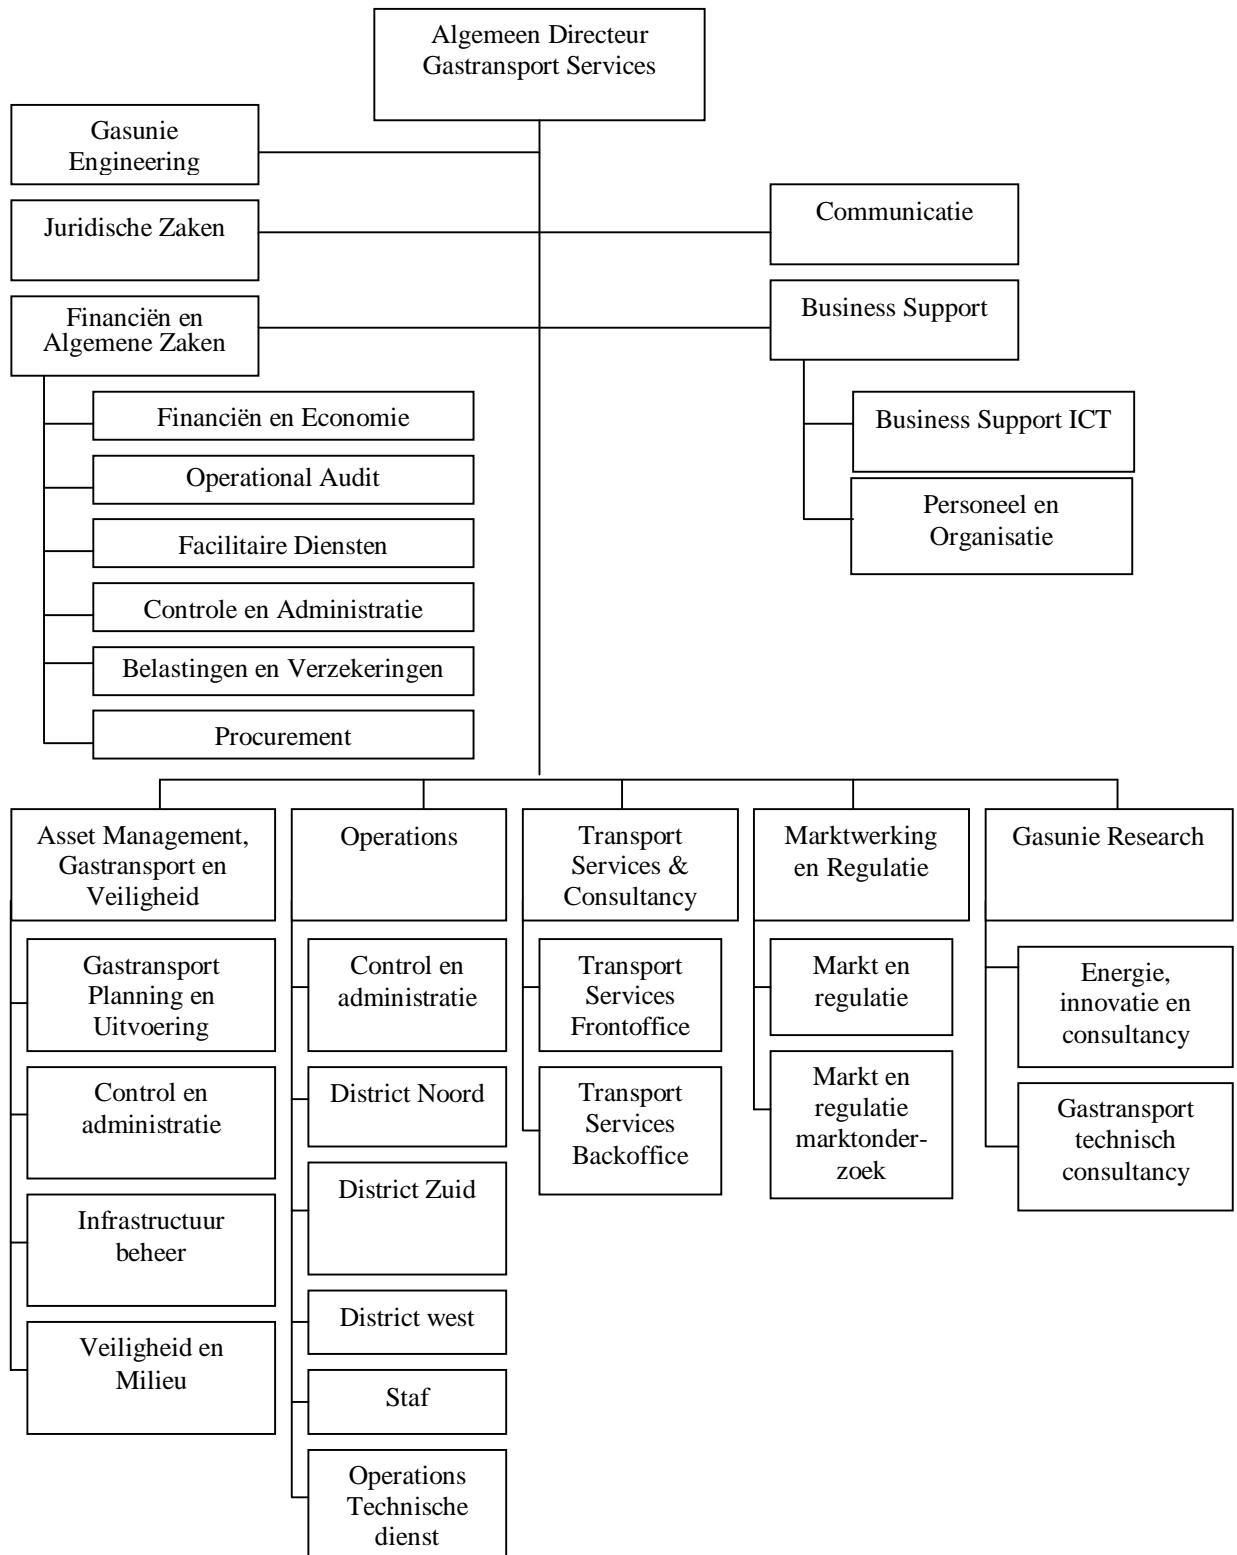 Algemeen Directeur
Gastransport Services
Gasunie
Engineering
Juridische Zaken
Communicatie
Financiën en
Algemene Zaken
Business Support
Financiën en Economie
Operational Audit
Facilitaire Diensten
Controle en Administratie
Belastingen en Verzekeringen
Procurement
Business Support ICT
Personeel en
Organisatie
Asset Management,
Gastransport en
Veiligheid
Gastransport
Planning en
Uitvoering
Control en
administratie
Infrastructuur
beheer
Veiligheid en
Milieu
Operations
Control en
administratie
District Noord
District Zuid
District west
Staf
Operations
Technische
dienst
Transport
Services &
Consultancy
Transport
Services
Frontoffice
Transport
Services
Backoffice
Marktwerking
en Regulatie
Markt en
regulatie
Markt en
regulatie
marktonder-
zoek
Gasunie Research
Energie,
innovatie en
consultancy
Gastransport
technisch
consultancy